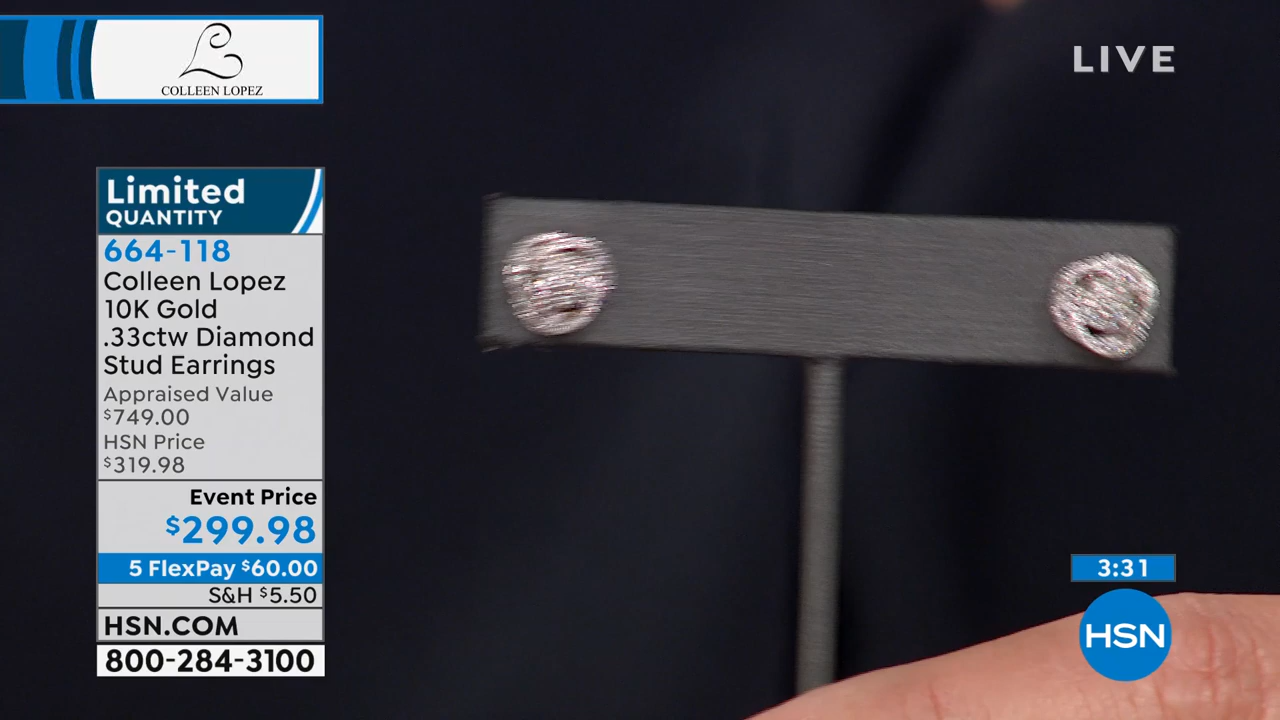 COLLEEN LOPEZ
LIVE
Limited
QUANTITY
664-118
Colleen Lopez
10K Gold
.33ctw Diamond
Stud Earrings
Appraised Value
$749.00
HSN Price
$319.98
Event Price
$299.98
5 FlexPay $60.00
S&H $5.50
HSN.COM
800-284-3100
3:31
HSN